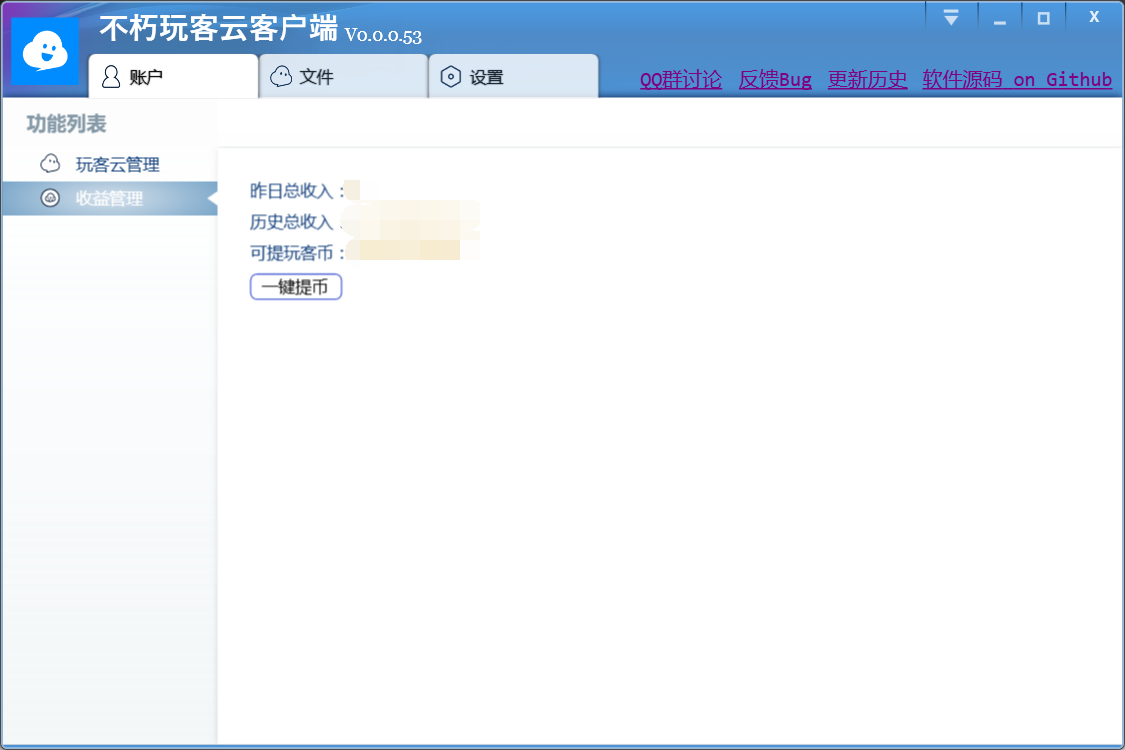 不朽玩客云客户端 V0.0.0.53
X
账户
文件
设置
QQ群讨论 反馈Bug 更新历史 软件源码 on Github
功能列表
玩客云管理
收益管理
昨日总收入：
历史总收入：
可提玩客币：
一键提币